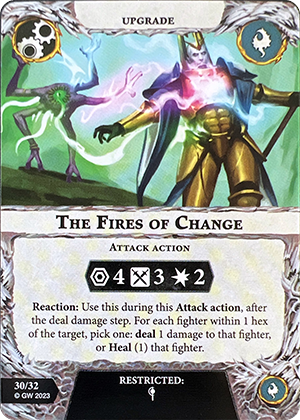 UPGRADE
THE FIRES OF CHANGE
ATTACK ACTION
4 3 2
Reaction: Use this during this Attack action, after
the deal damage step. For each fighter within 1 hex
of the target, pick one: deal 1 damage to that fighter,
or Heal (1) that fighter.
30/32
© GW 2023
RESTRICTED: